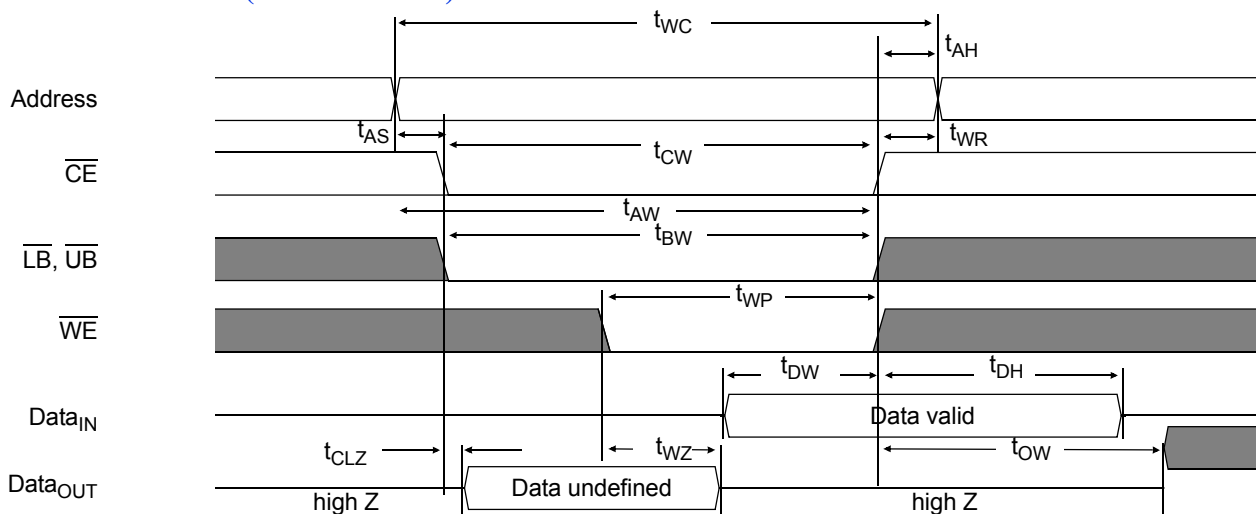 tWC
tAH
Address
tAS
tCW
tWR
CE
tAW
tBW
LB, UB
tWP
WE
tDW
tDH
DataIN
Data valid
tCLZ
tWZ
tOW
DataOUT
Data undefined
high Z
high Z